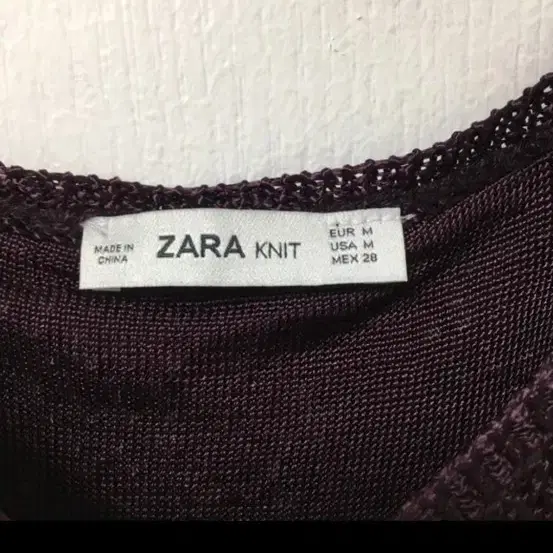 MADE IN
CHINA
ZARA KNIT
EUR M
USA M
MEX 28